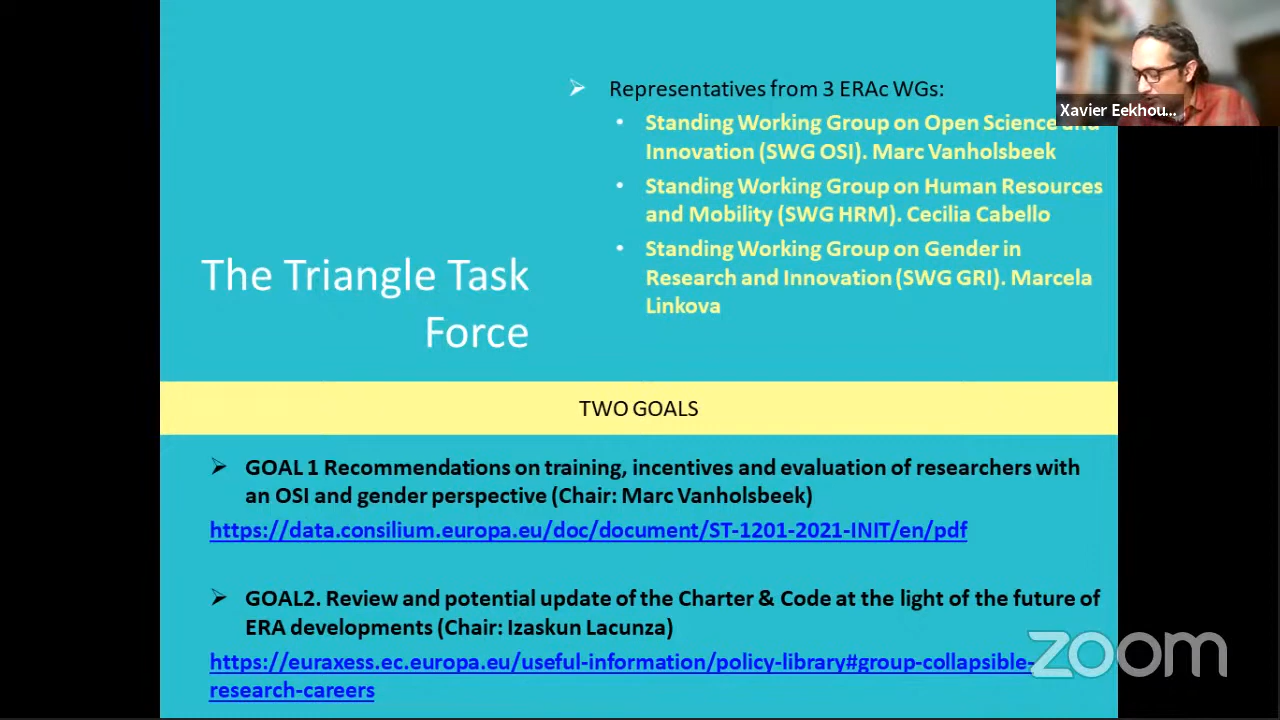 Representatives from 3 ERAc WGs:
Standing Working Group on Open Science and
Innovation (SWG OSI). Marc Vanholsbeek
Standing Working Group on Human Resources
and Mobility (SWG HRM). Cecilia Cabello
Standing Working Group on Gender in
Research and Innovation (SWG GRI). Marcela
Linkova
Xavier Eekhou...
The Triangle Task
Force
TWO GOALS
GOAL 1 Recommendations on training, incentives and evaluation of researchers with
an OSI and gender perspective (Chair: Marc Vanholsbeek)
https://data.consilium.europa.eu/doc/document/ST-1201-2021-INIT/en/pdf
GOAL2. Review and potential update of the Charter & Code at the light of the future of
ERA developments (Chair: Izaskun Lacunza)
https://euraxess.ec.europa.eu/useful-information/policy-library#group-collapsible-
research-careers
zoom